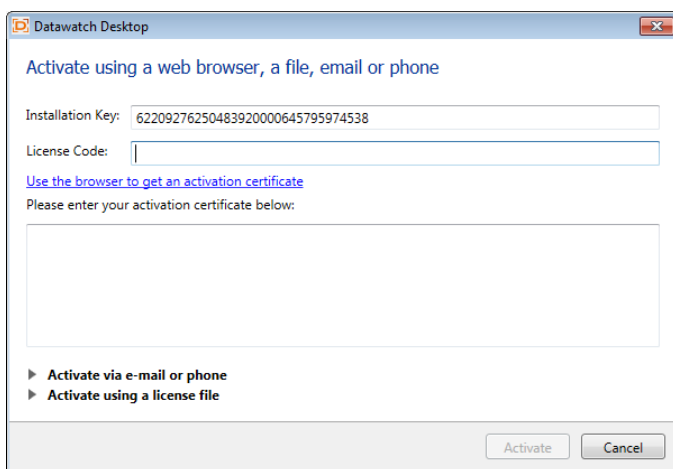 Datawatch Desktop
Activate using a web browser, a file, email or phone
Installation Key: 62209276250483920000645795974538
License Code:
Use the browser to get an activation certificate
Please enter your activation certificate below:
Activate via e-mail or phone
Activate using a license file
Activate Cancel